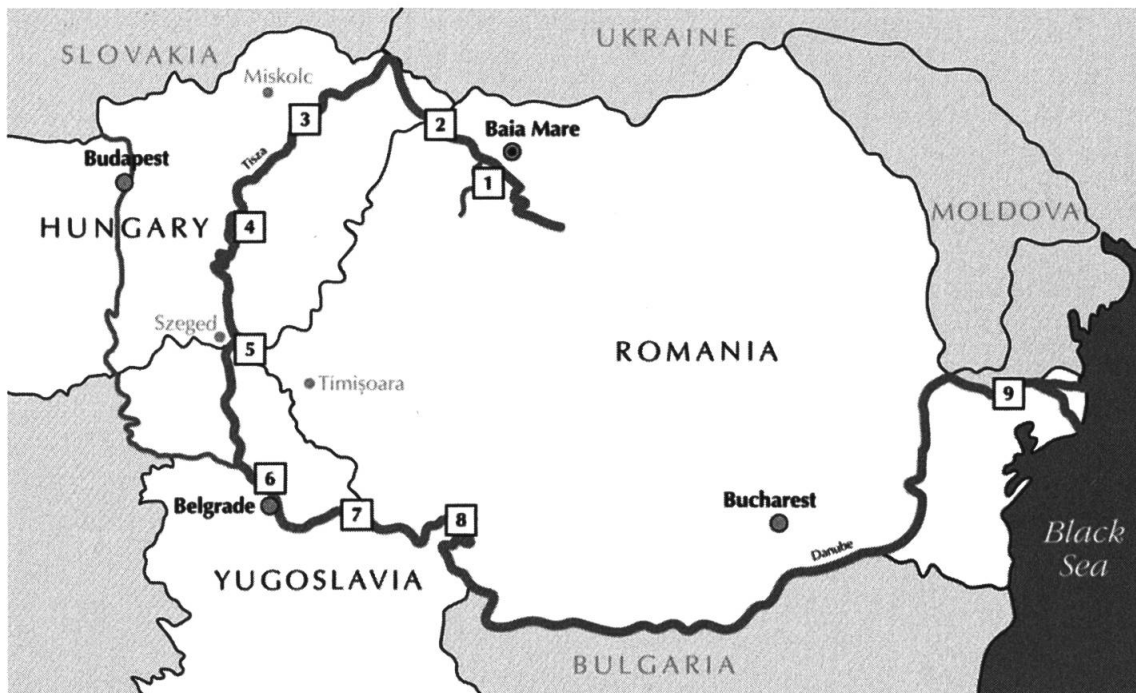 SLOVAKIA
UKRAINE
Miskolc
3
2
Baia Mare
Budapest
Tisza
1
MOLDOVA
HUNGARY
4
Szeged
5
ROMANIA
Tímişoara
9
6
Belgrade
7
8
Bucharest
Danube
Black
Sea
YUGOSLAVIA
BULGARIA